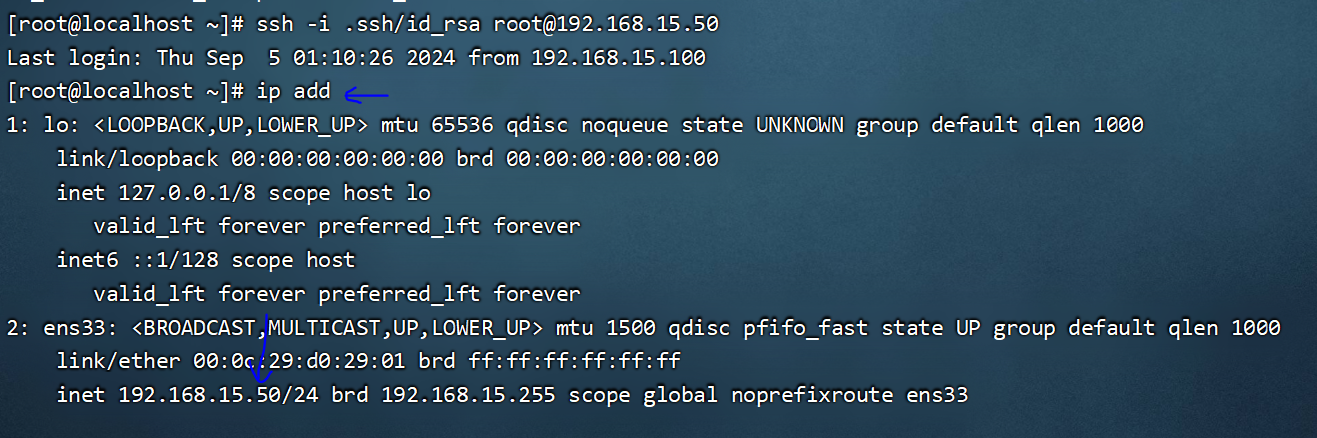 [root@localhost ~]# ssh -i .ssh/id_rsa root@192.168.15.50
Last login: Thu Sep  5 01:10:26 2024 from 192.168.15.100
[root@localhost ~]# ip add
1: lo: <LOOPBACK,UP,LOWER_UP> mtu 65536 qdisc noqueue state UNKNOWN group default qlen 1000
    link/loopback 00:00:00:00:00:00 brd 00:00:00:00:00:00
    inet 127.0.0.1/8 scope host lo
       valid_lft forever preferred_lft forever
    inet6 ::1/128 scope host
       valid_lft forever preferred_lft forever
2: ens33: <BROADCAST,MULTICAST,UP,LOWER_UP> mtu 1500 qdisc pfifo_fast state UP group default qlen 1000
    link/ether 00:0c:29:d0:29:01 brd ff:ff:ff:ff:ff:ff
    inet 192.168.15.50/24 brd 192.168.15.255 scope global noprefixroute ens33